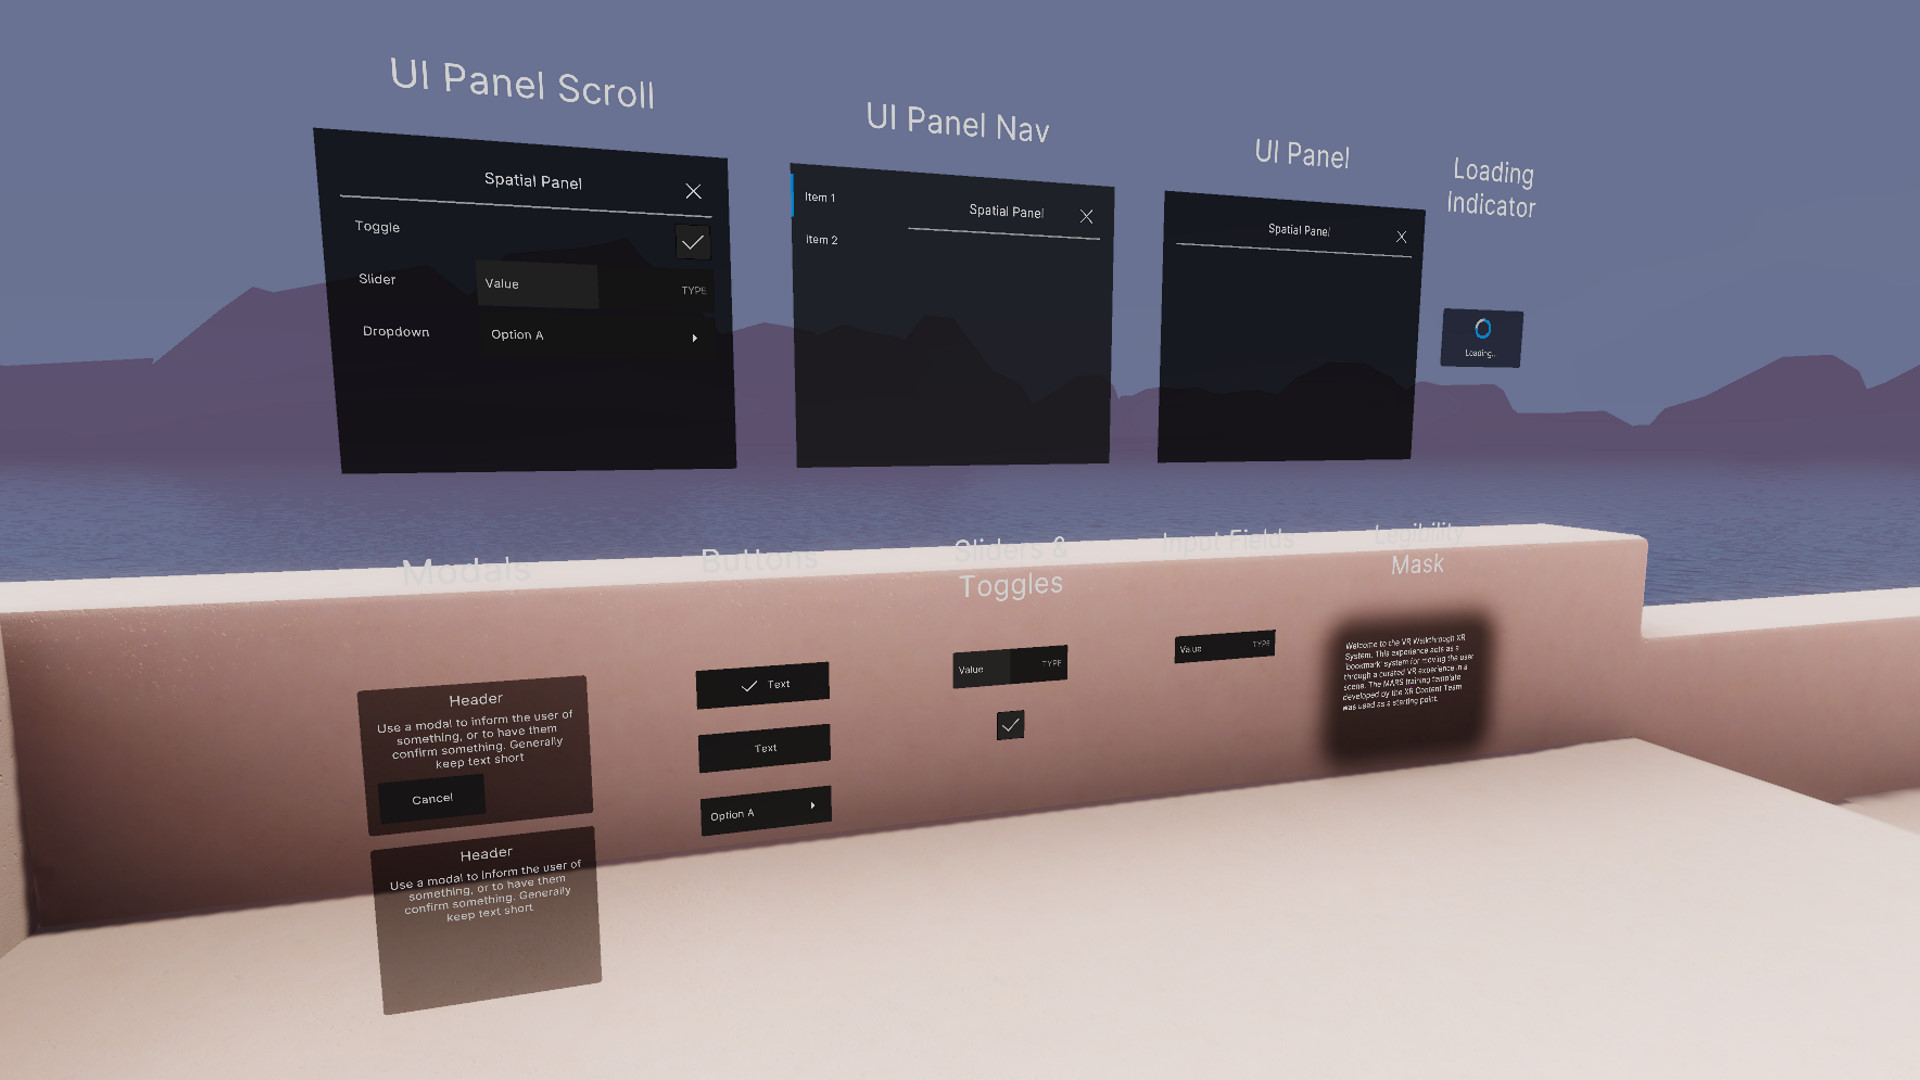 UI Panel Scroll
Spatial Panel
Toggle
Slider
Value
TYPE
Dropdown
Option A
UI Panel Nav
Item 1
Spatial Panel
Item 2
UI Panel
Spatial Panel
Loading
Indicator
Loading..
Modals
Header
Use a modal to inform the user of
something, or to have them
confirm something. Generally
keep text short
Cancel
Header
Use a modal to inform the user of
something, or to have them
confirm something. Generally
keep text short
Buttons
Text
Text
Option A
Sliders &
Toggles
Value
TYPE
Input Fields
Value
TYPE
Legibility
Mask
Welcome to the VR Walkthrough XR
System. This experience acts as a
'bookmark' system for moving the user
through a curated VR experience in a
scene. The MARS training template
developed by the XR Content Team
was used as a starting point.